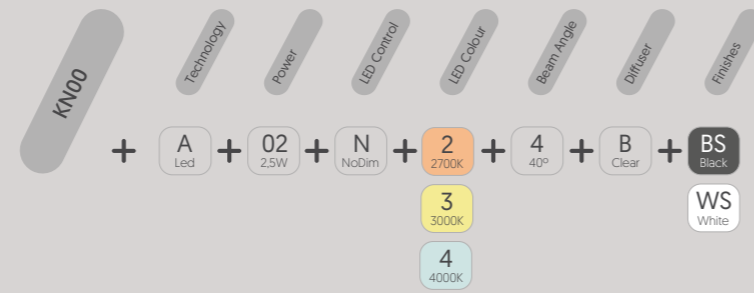 KN00
Technology
Power
LED Control
LED Colour
Beam Angle
Diffuser
Finishes
+ A + 02 + N + 2 + 4 + B + BS
Led 2,5W NoDim 2700K 40º Clear Black
3 WS
3000K White
4
4000K